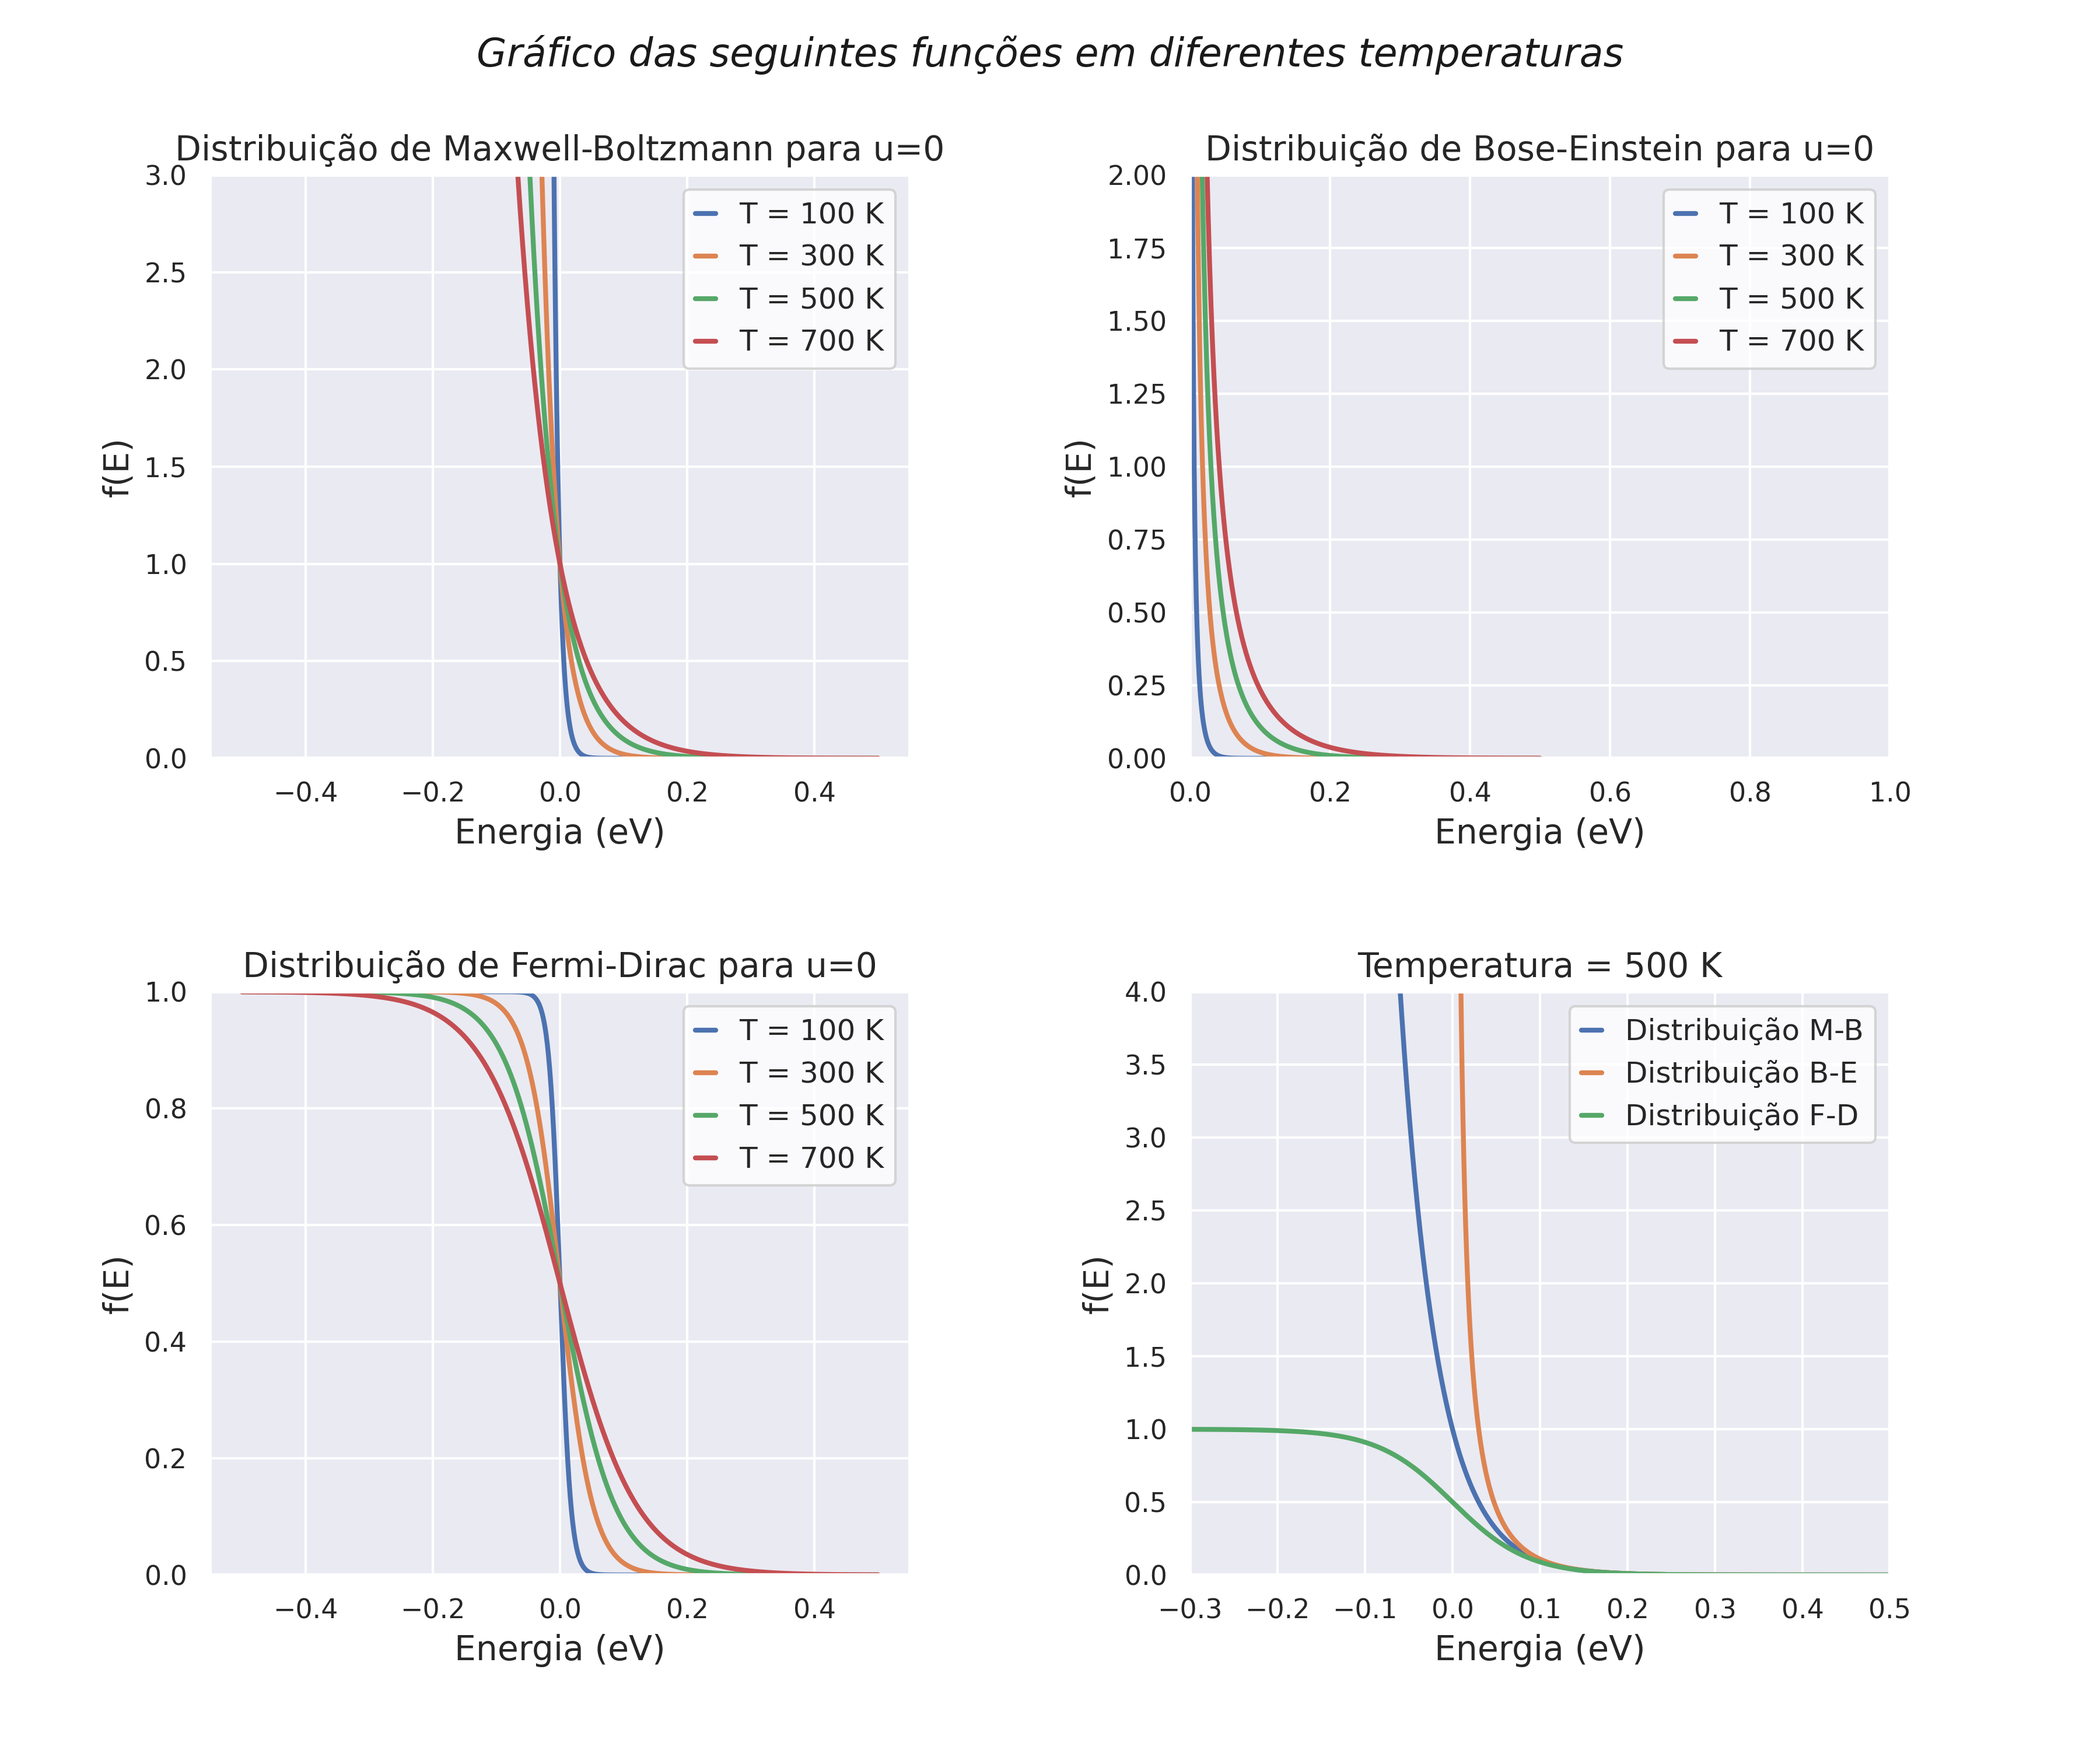 Gráfico das seguintes funções em diferentes temperaturas
Distribuição de Maxwell-Boltzmann para u=0
3.0
2.5
2.0
1.5
1.0
0.5
0.0
f(E)
T = 100 K
T = 300 K
T = 500 K
T = 700 K
−0.4 −0.2 0.0 0.2 0.4
Energia (eV)
Distribuição de Bose-Einstein para u=0
2.00
1.75
1.50
1.25
1.00
0.75
0.50
0.25
0.00
f(E)
T = 100 K
T = 300 K
T = 500 K
T = 700 K
0.0 0.2 0.4 0.6 0.8 1.0
Energia (eV)
Distribuição de Fermi-Dirac para u=0
1.0
0.8
0.6
0.4
0.2
0.0
f(E)
T = 100 K
T = 300 K
T = 500 K
T = 700 K
−0.4 −0.2 0.0 0.2 0.4
Energia (eV)
Temperatura = 500 K
4.0
3.5
3.0
2.5
2.0
1.5
1.0
0.5
0.0
f(E)
Distribuição M-B
Distribuição B-E
Distribuição F-D
−0.3 −0.2 −0.1 0.0 0.1 0.2 0.3 0.4 0.5
Energia (eV)